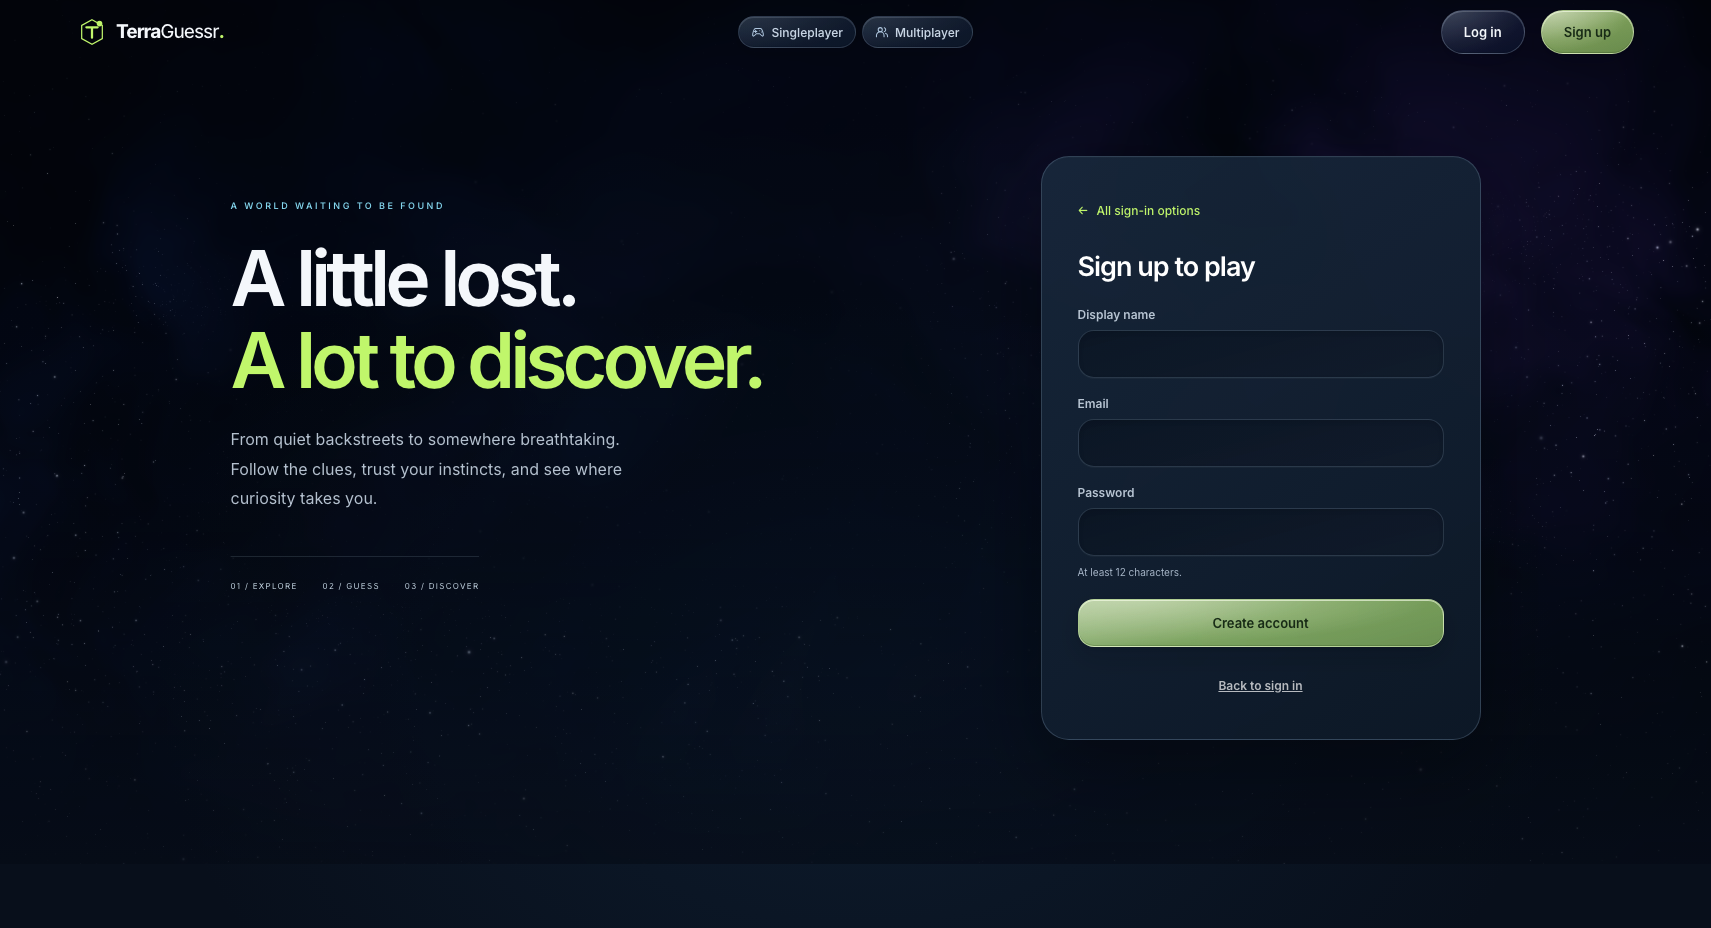 TerraGuessr.
Singleplayer
Multiplayer
Log in
Sign up
A WORLD WAITING TO BE FOUND
A little lost.
A lot to discover.
From quiet backstreets to somewhere breathtaking.
Follow the clues, trust your instincts, and see where
curiosity takes you.
01 / EXPLORE
02 / GUESS
03 / DISCOVER
← All sign-in options
Sign up to play
Display name
Email
Password
At least 12 characters.
Create account
Back to sign in